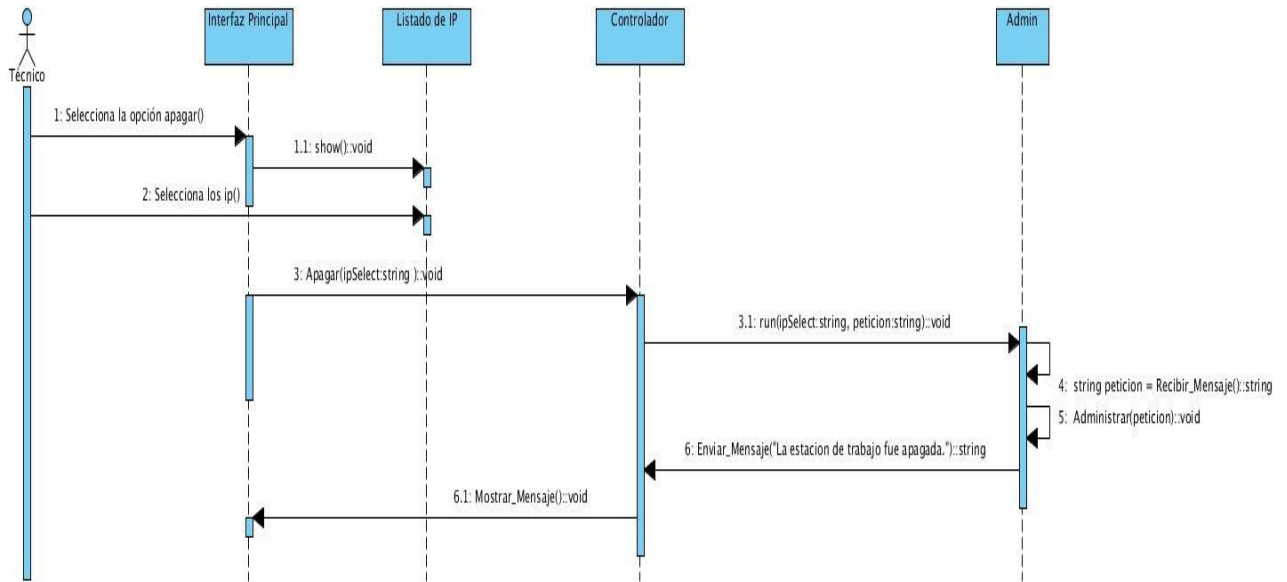 Interfaz Principal
Listado de IP
Controlador
Admin
Técnico
1: Selecciona la opción apagar()
1.1: show()::void
2: Selecciona los ip()
3: Apagar(ipSelect:string )::void
3.1: run(ipSelect:string, peticion:string)::void
4: string peticion = Recibir_Mensaje()::string
5: Administrar(peticion)::void
6: Enviar_Mensaje("La estacion de trabajo fue apagada.")::string
6.1: Mostrar_Mensaje()::void